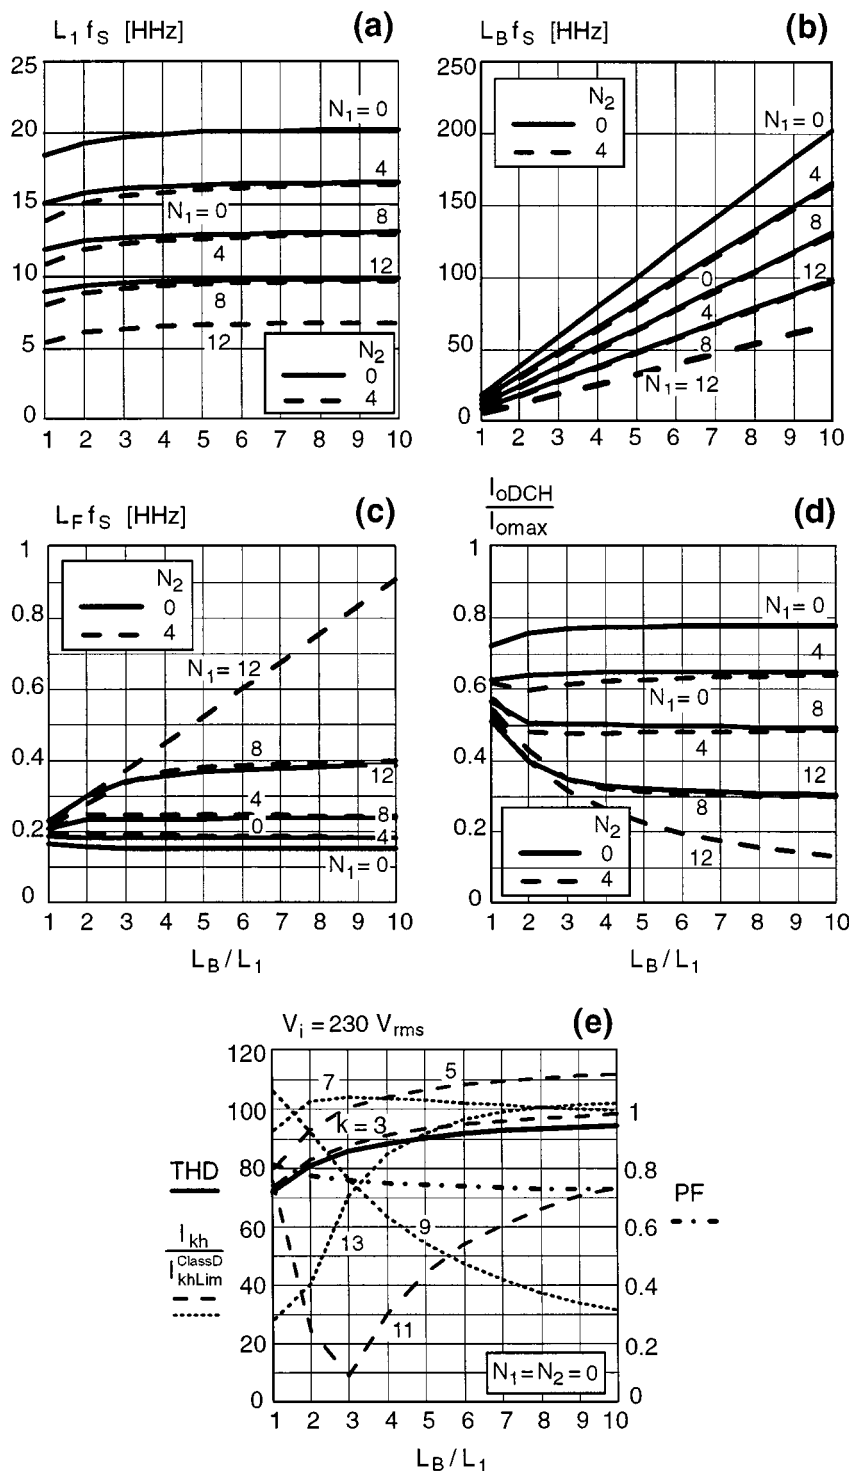 L1 fS [HHz] (a)
25
20
15
10
5
0
N1 = 0
4
N1 = 0
8
4
12
8
12
N2
0
4
1 2 3 4 5 6 7 8 9 10
LB fS [HHz] (b)
250
200
150
100
50
0
N2
0
4
N1 = 0
4
8
0
12
4
8
N1 = 12
1 2 3 4 5 6 7 8 9 10
LF fS [HHz] (c)
1
0.8
0.6
0.4
0.2
0
N2
0
4
N1 = 12
8
12
4
8
0
4
N1 = 0
1 2 3 4 5 6 7 8 9 10
LB / L1
IoDCH
Iomax
(d)
1
0.8
0.6
0.4
0.2
0
N1 = 0
4
N1 = 0
8
4
12
8
12
N2
0
4
1 2 3 4 5 6 7 8 9 10
LB / L1
Vi = 230 Vrms (e)
120
100
80
60
40
20
0
THD
Ikh
IkhLim ClassD
7
5
k = 3
9
13
11
1
0.8
0.6
0.4
0.2
0
PF
N1 = N2 = 0
1 2 3 4 5 6 7 8 9 10
LB / L1